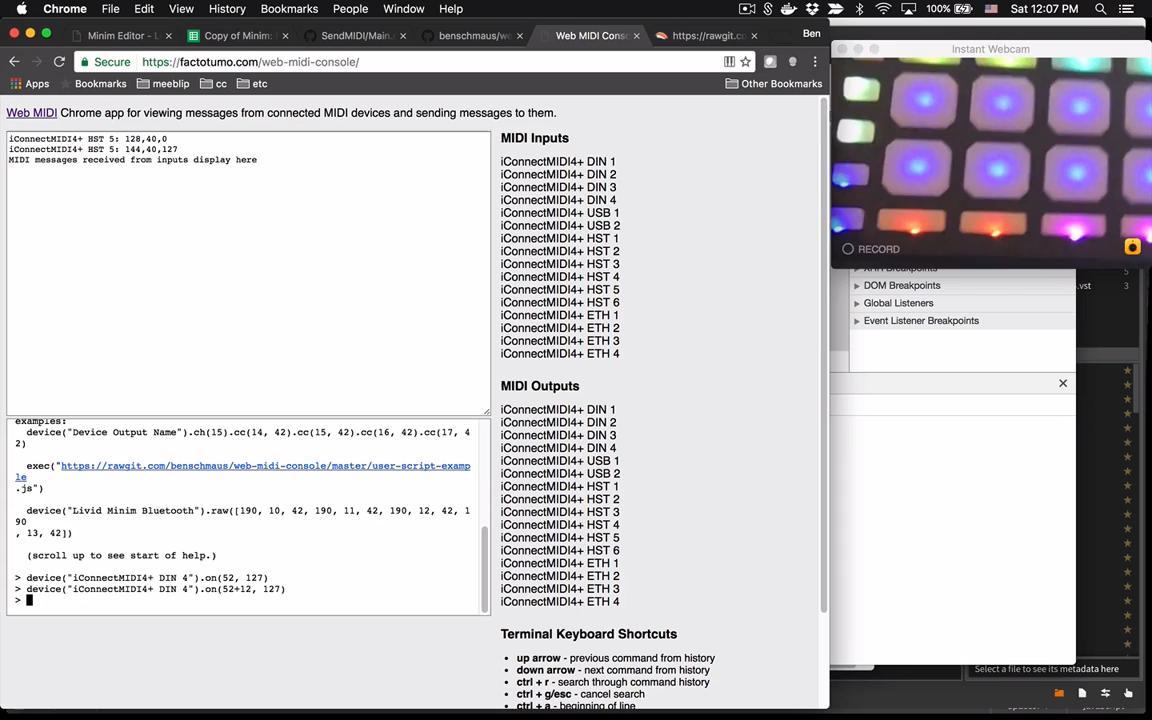 Chrome File Edit View History Bookmarks People Window Help 100% Sat 12:07 PM
Minim Editor - L Copy of Minim: SendMIDI/Main. benschmaus/we Web MIDI Cons https://rawgit.co Ben
Secure https://factotumo.com/web-midi-console/
Apps Bookmarks meeblip cc etc Other Bookmarks
Web MIDI Chrome app for viewing messages from connected MIDI devices and sending messages to them.
iConnectMIDI4+ HST 5: 128,40,0
iConnectMIDI4+ HST 5: 144,40,127
MIDI messages received from inputs display here
examples:
device("Device Output Name").ch(15).cc(14, 42).cc(15, 42).cc(16, 42).cc(17, 4
2)
exec("https://rawgit.com/benschmaus/web-midi-console/master/user-script-examp
le
.js")
device("Livid Minim Bluetooth").raw([190, 10, 42, 190, 11, 42, 190, 12, 42, 1
90
, 13, 42])
(scroll up to see start of help.)
> device("iConnectMIDI4+ DIN 4").on(52, 127)
> device("iConnectMIDI4+ DIN 4").on(52+12, 127)
>
MIDI Inputs
iConnectMIDI4+ DIN 1
iConnectMIDI4+ DIN 2
iConnectMIDI4+ DIN 3
iConnectMIDI4+ DIN 4
iConnectMIDI4+ USB 1
iConnectMIDI4+ USB 2
iConnectMIDI4+ HST 1
iConnectMIDI4+ HST 2
iConnectMIDI4+ HST 3
iConnectMIDI4+ HST 4
iConnectMIDI4+ HST 5
iConnectMIDI4+ HST 6
iConnectMIDI4+ ETH 1
iConnectMIDI4+ ETH 2
iConnectMIDI4+ ETH 3
iConnectMIDI4+ ETH 4
MIDI Outputs
iConnectMIDI4+ DIN 1
iConnectMIDI4+ DIN 2
iConnectMIDI4+ DIN 3
iConnectMIDI4+ DIN 4
iConnectMIDI4+ USB 1
iConnectMIDI4+ USB 2
iConnectMIDI4+ HST 1
iConnectMIDI4+ HST 2
iConnectMIDI4+ HST 3
iConnectMIDI4+ HST 4
iConnectMIDI4+ HST 5
iConnectMIDI4+ HST 6
iConnectMIDI4+ ETH 1
iConnectMIDI4+ ETH 2
iConnectMIDI4+ ETH 3
iConnectMIDI4+ ETH 4
Terminal Keyboard Shortcuts
up arrow - previous command from history
down arrow - next command from history
ctrl + r - search through command history
ctrl + g/esc - cancel search
ctrl + a - beginning of line
Instant Webcam
RECORD
XHR Breakpoints 5
DOM Breakpoints .vst 3
Global Listeners
Event Listener Breakpoints
Select a file to see its metadata here